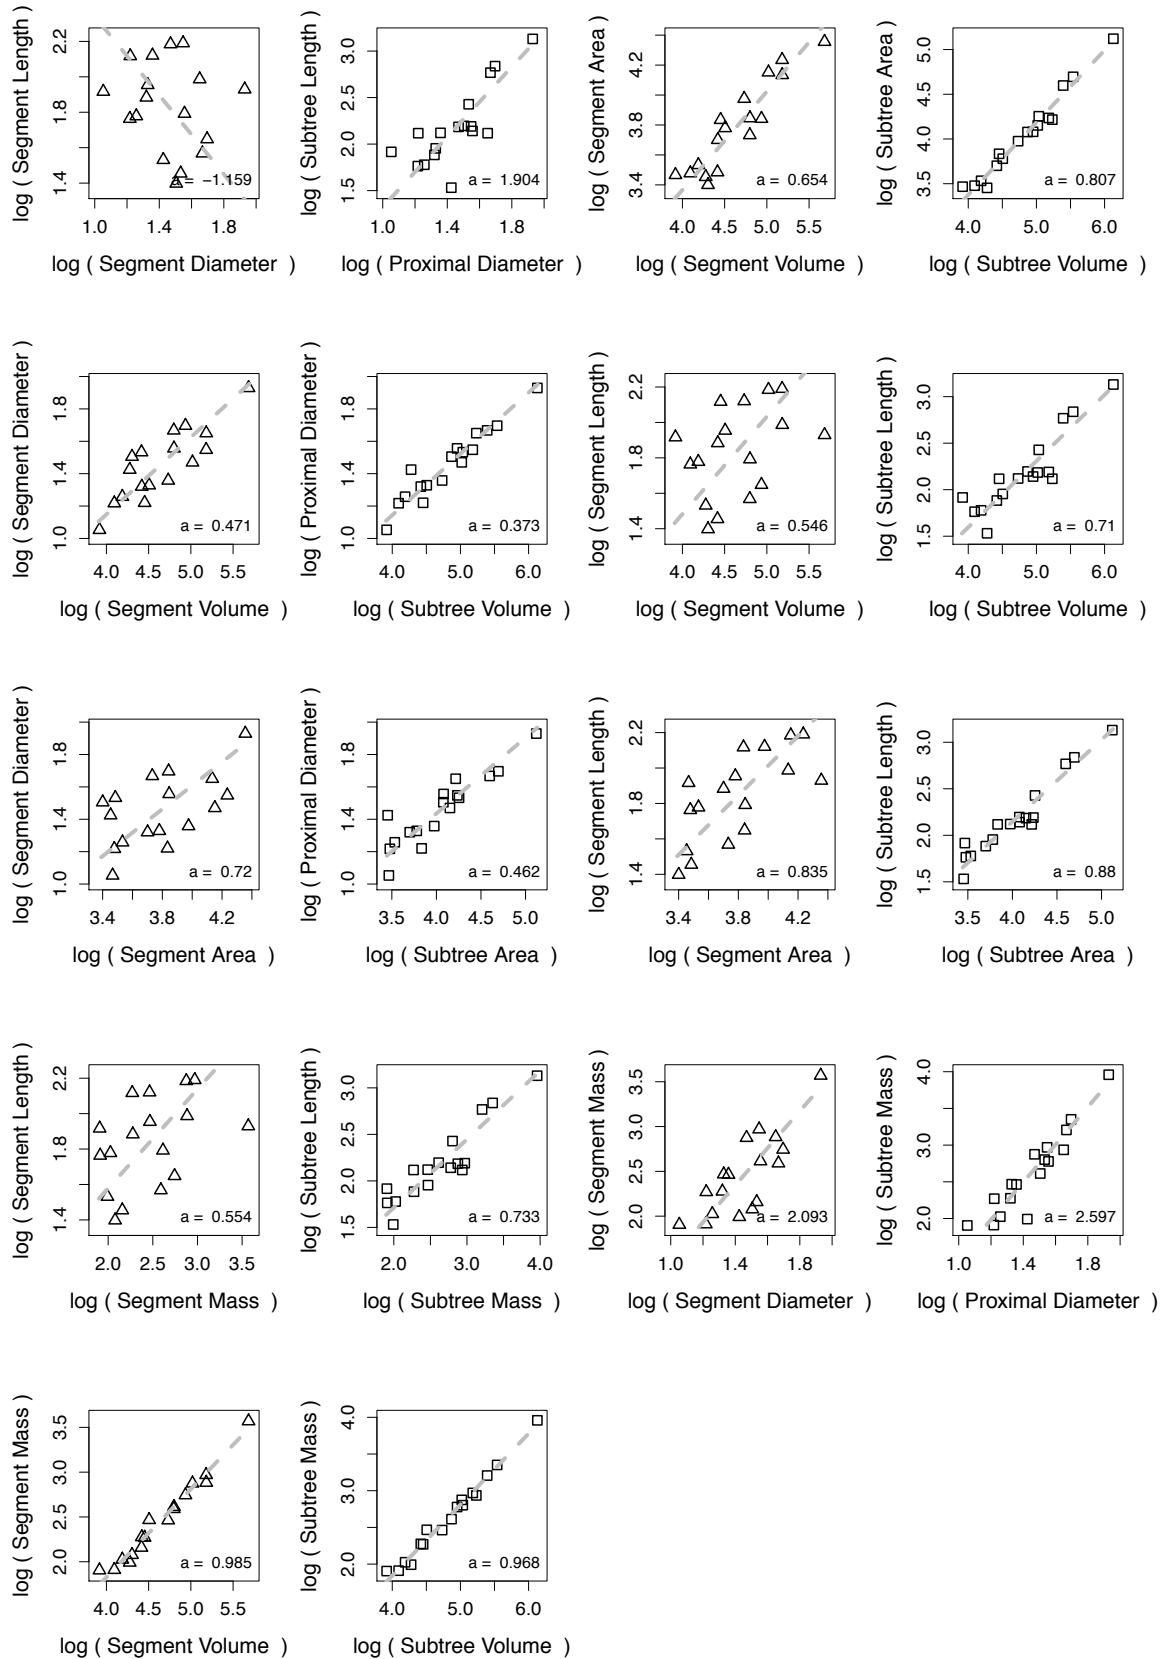 log ( Segment Length )
2.2
1.8
1.4
a = −1.159
1.0 1.4 1.8
log ( Segment Diameter )
log ( Subtree Length )
3.0
2.5
2.0
1.5
a = 1.904
1.0 1.4 1.8
log ( Proximal Diameter )
log ( Segment Area )
4.2
3.8
3.4
a = 0.654
4.0 4.5 5.0 5.5
log ( Segment Volume )
log ( Subtree Area )
5.0
4.5
4.0
3.5
a = 0.807
4.0 5.0 6.0
log ( Subtree Volume )
log ( Segment Diameter )
1.8
1.4
1.0
a = 0.471
4.0 4.5 5.0 5.5
log ( Segment Volume )
log ( Proximal Diameter )
1.8
1.4
1.0
a = 0.373
4.0 5.0 6.0
log ( Subtree Volume )
log ( Segment Length )
2.2
1.8
1.4
a = 0.546
4.0 4.5 5.0 5.5
log ( Segment Volume )
log ( Subtree Length )
3.0
2.5
2.0
1.5
a = 0.71
4.0 5.0 6.0
log ( Subtree Volume )
log ( Segment Diameter )
1.8
1.4
1.0
a = 0.72
3.4 3.8 4.2
log ( Segment Area )
log ( Proximal Diameter )
1.8
1.4
1.0
a = 0.462
3.5 4.0 4.5 5.0
log ( Subtree Area )
log ( Segment Length )
2.2
1.8
1.4
a = 0.835
3.4 3.8 4.2
log ( Segment Area )
log ( Subtree Length )
3.0
2.5
2.0
1.5
a = 0.88
3.5 4.0 4.5 5.0
log ( Subtree Area )
log ( Segment Length )
2.2
1.8
1.4
a = 0.554
2.0 2.5 3.0 3.5
log ( Segment Mass )
log ( Subtree Length )
3.0
2.5
2.0
1.5
a = 0.733
2.0 3.0 4.0
log ( Subtree Mass )
log ( Segment Mass )
3.5
3.0
2.5
2.0
a = 2.093
1.0 1.4 1.8
log ( Segment Diameter )
log ( Subtree Mass )
4.0
3.0
2.0
a = 2.597
1.0 1.4 1.8
log ( Proximal Diameter )
log ( Segment Mass )
3.5
3.0
2.5
2.0
a = 0.985
4.0 4.5 5.0 5.5
log ( Segment Volume )
log ( Subtree Mass )
4.0
3.0
2.0
a = 0.968
4.0 5.0 6.0
log ( Subtree Volume )